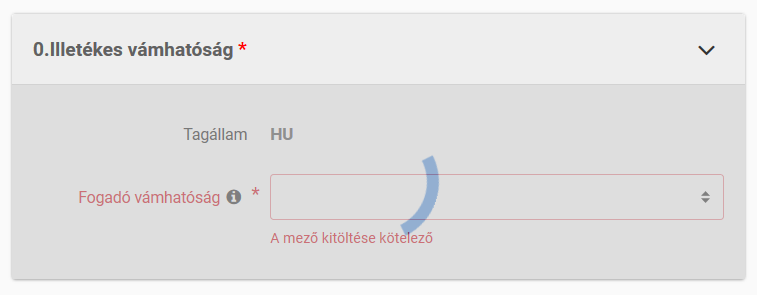 0.Illetékes vámhatóság *
Tagállam HU
Fogadó vámhatóság *
A mező kitöltése kötelező